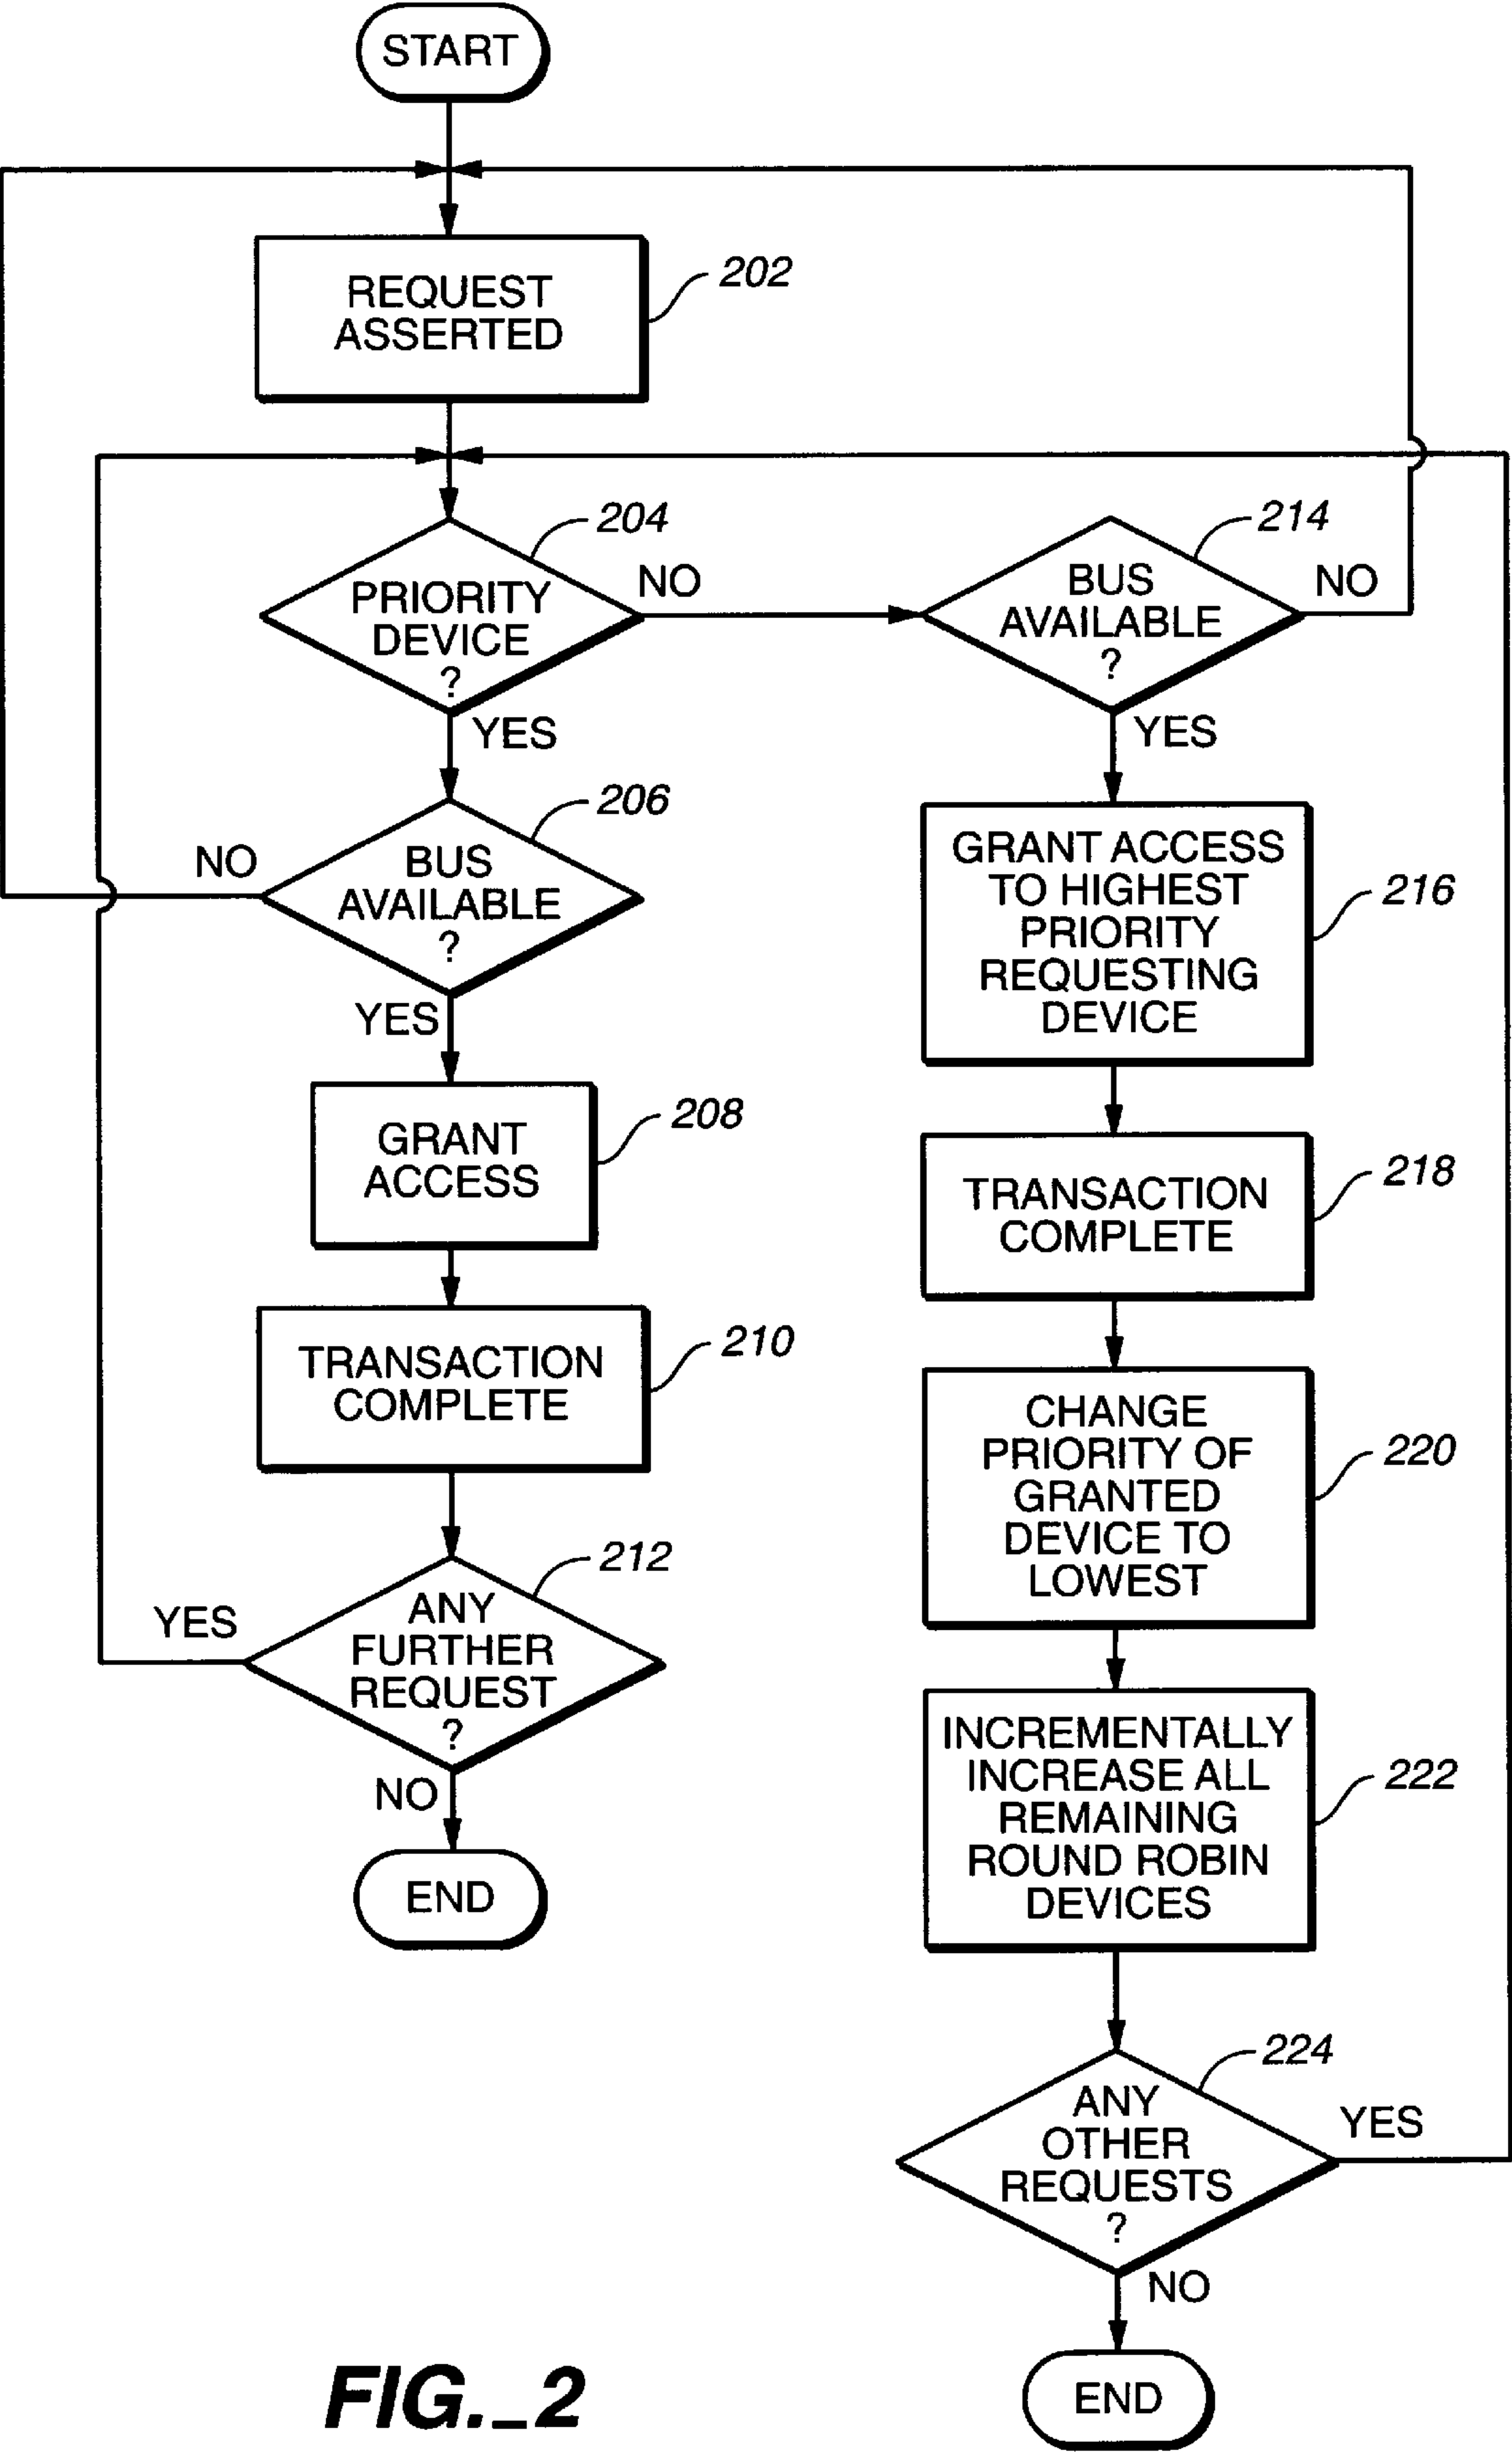 START
REQUEST
ASSERTED
202
PRIORITY
DEVICE
?
204
NO
YES
BUS
AVAILABLE
?
206
NO
YES
GRANT
ACCESS
208
TRANSACTION
COMPLETE
210
ANY
FURTHER
REQUEST
?
212
YES
NO
END
BUS
AVAILABLE
?
214
NO
YES
GRANT ACCESS
TO HIGHEST
PRIORITY
REQUESTING
DEVICE
216
TRANSACTION
COMPLETE
218
CHANGE
PRIORITY OF
GRANTED
DEVICE TO
LOWEST
220
INCREMENTALLY
INCREASE ALL
REMAINING
ROUND ROBIN
DEVICES
222
ANY
OTHER
REQUESTS
?
224
YES
NO
END
FIG._2